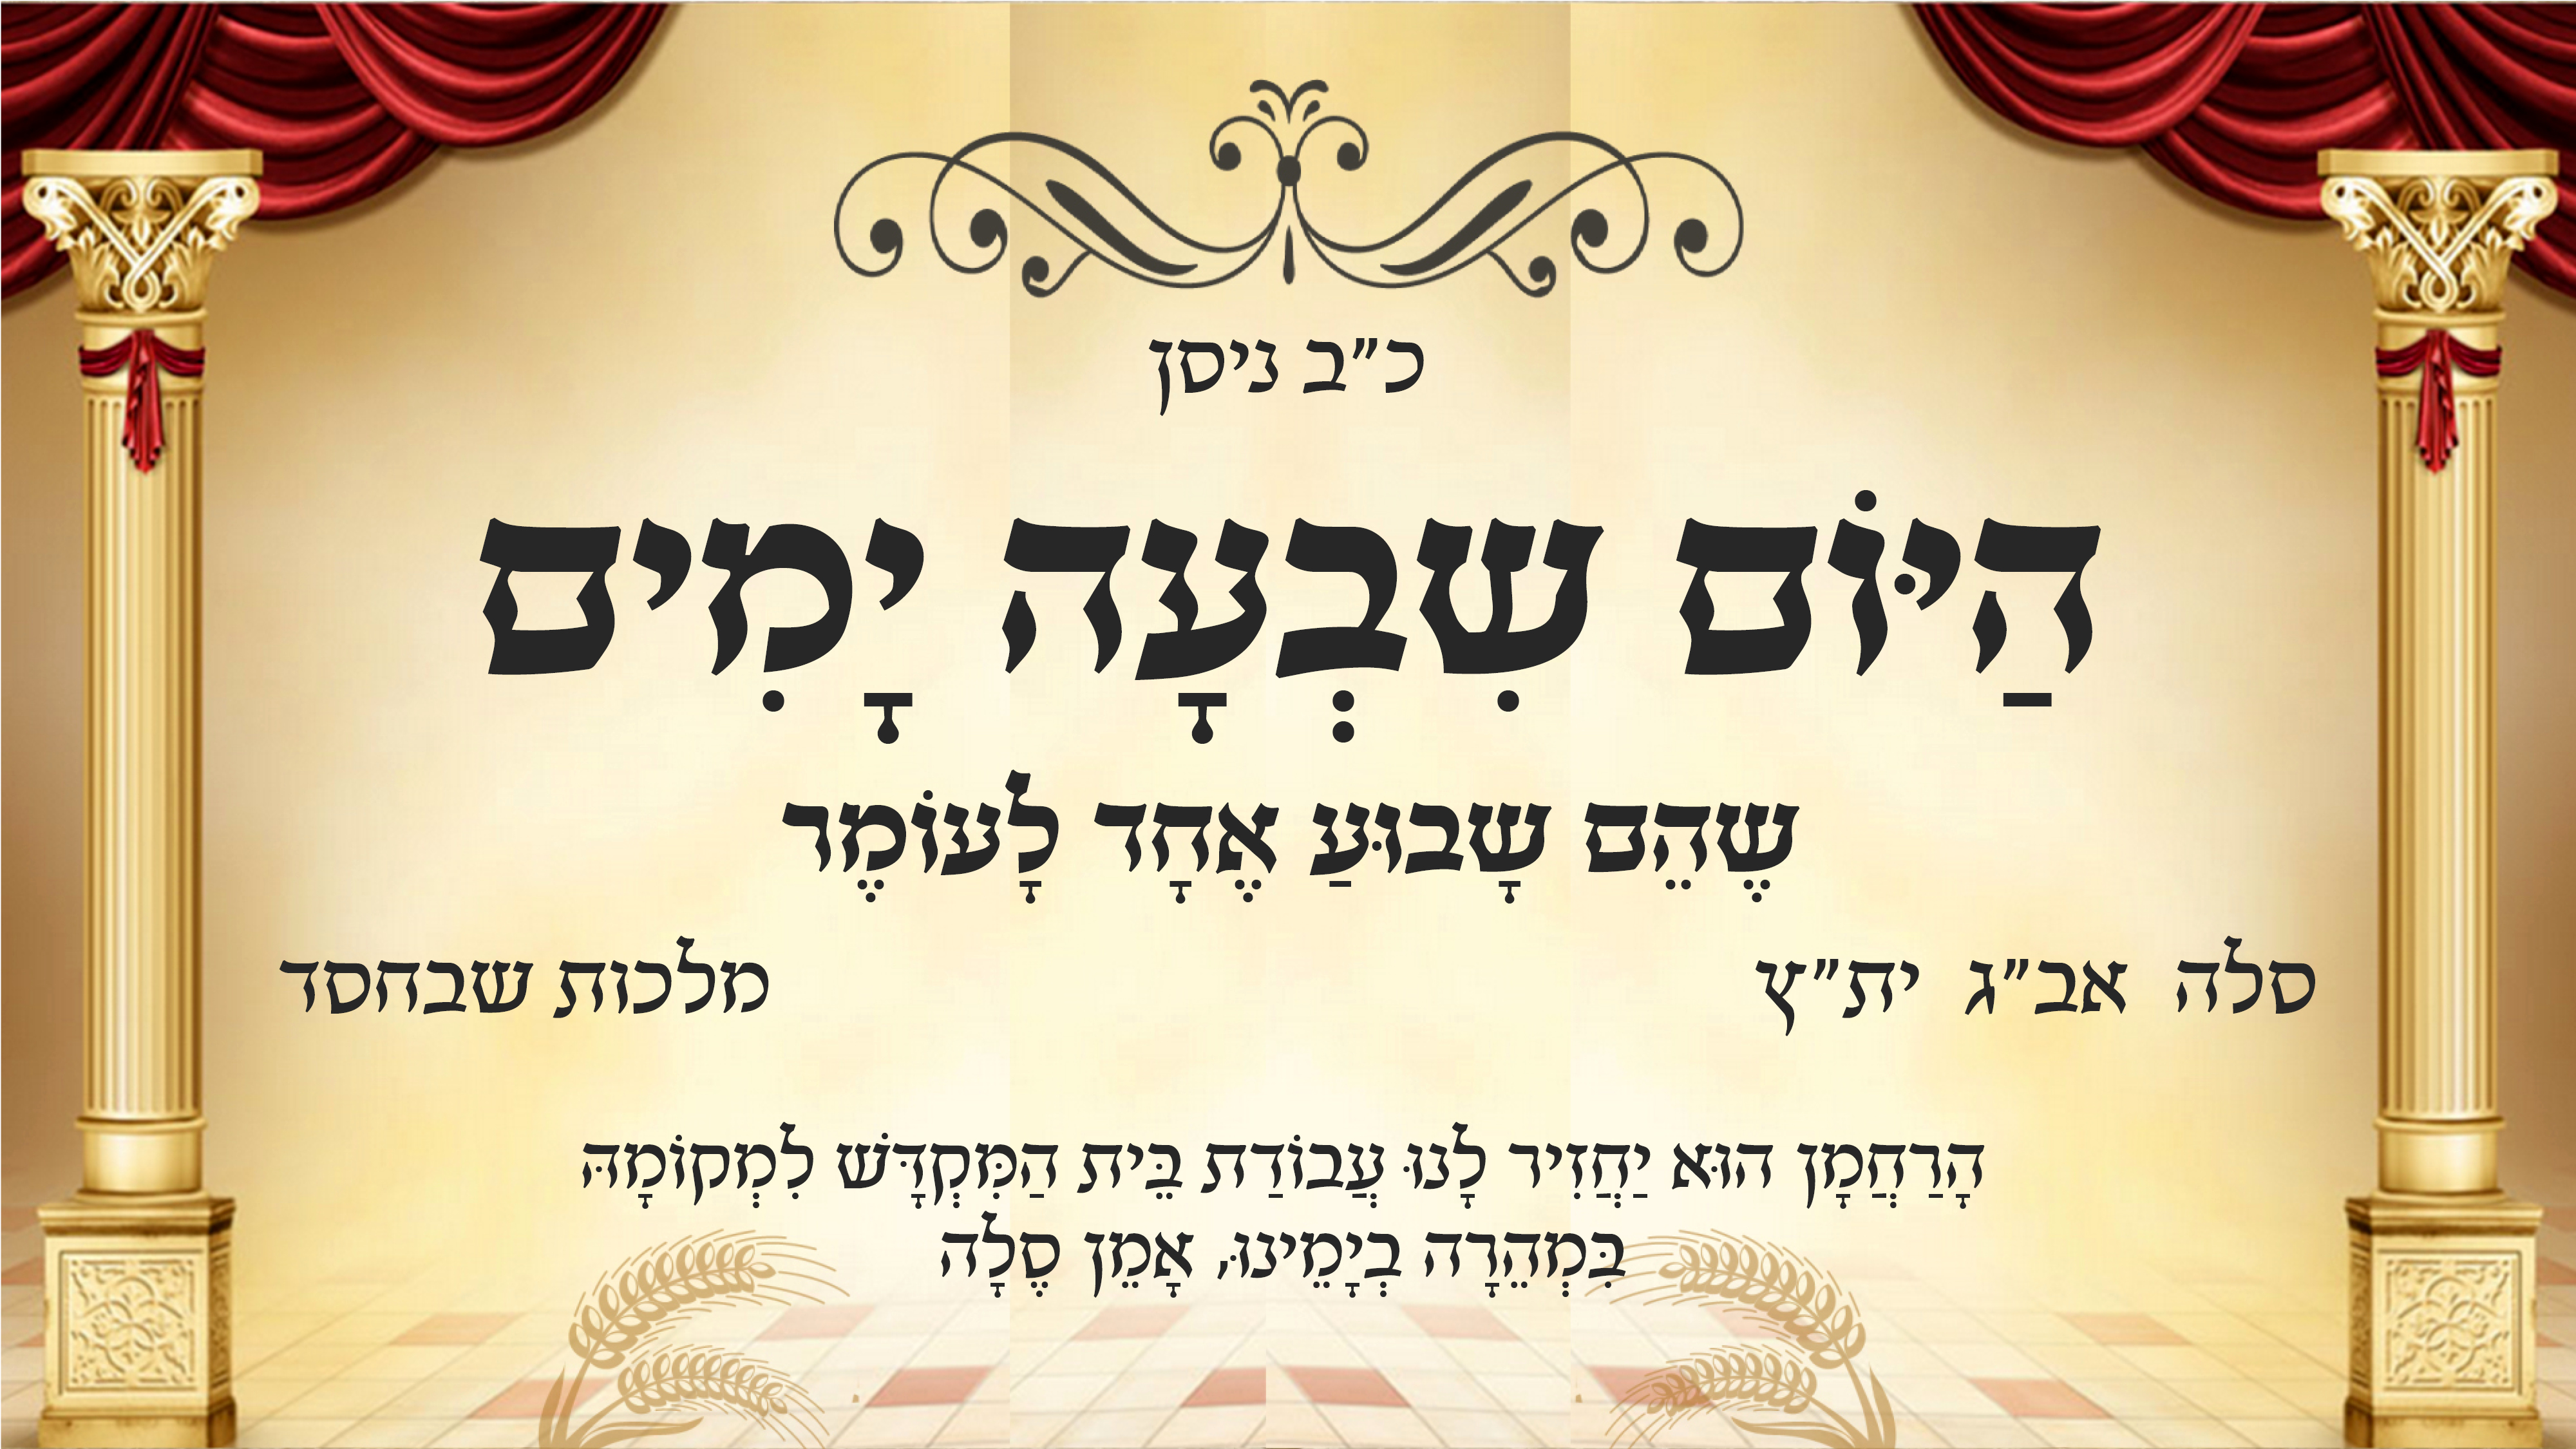 כ״ב ניסן
הַיּוֹם שִׁבְעָה יָמִים
שֶׁהֵם שָׁבוּעַ אֶחָד לָעוֹמֶר
סלה אב״ג ית״ץ מלכות שבחסד
הָרַחֲמָן הוּא יַחֲזִיר לָנוּ עֲבוֹדַת בֵּית הַמִּקְדָּשׁ לִמְקוֹמָהּ
בִּמְהֵרָה בְיָמֵינוּ, אָמֵן סֶלָה